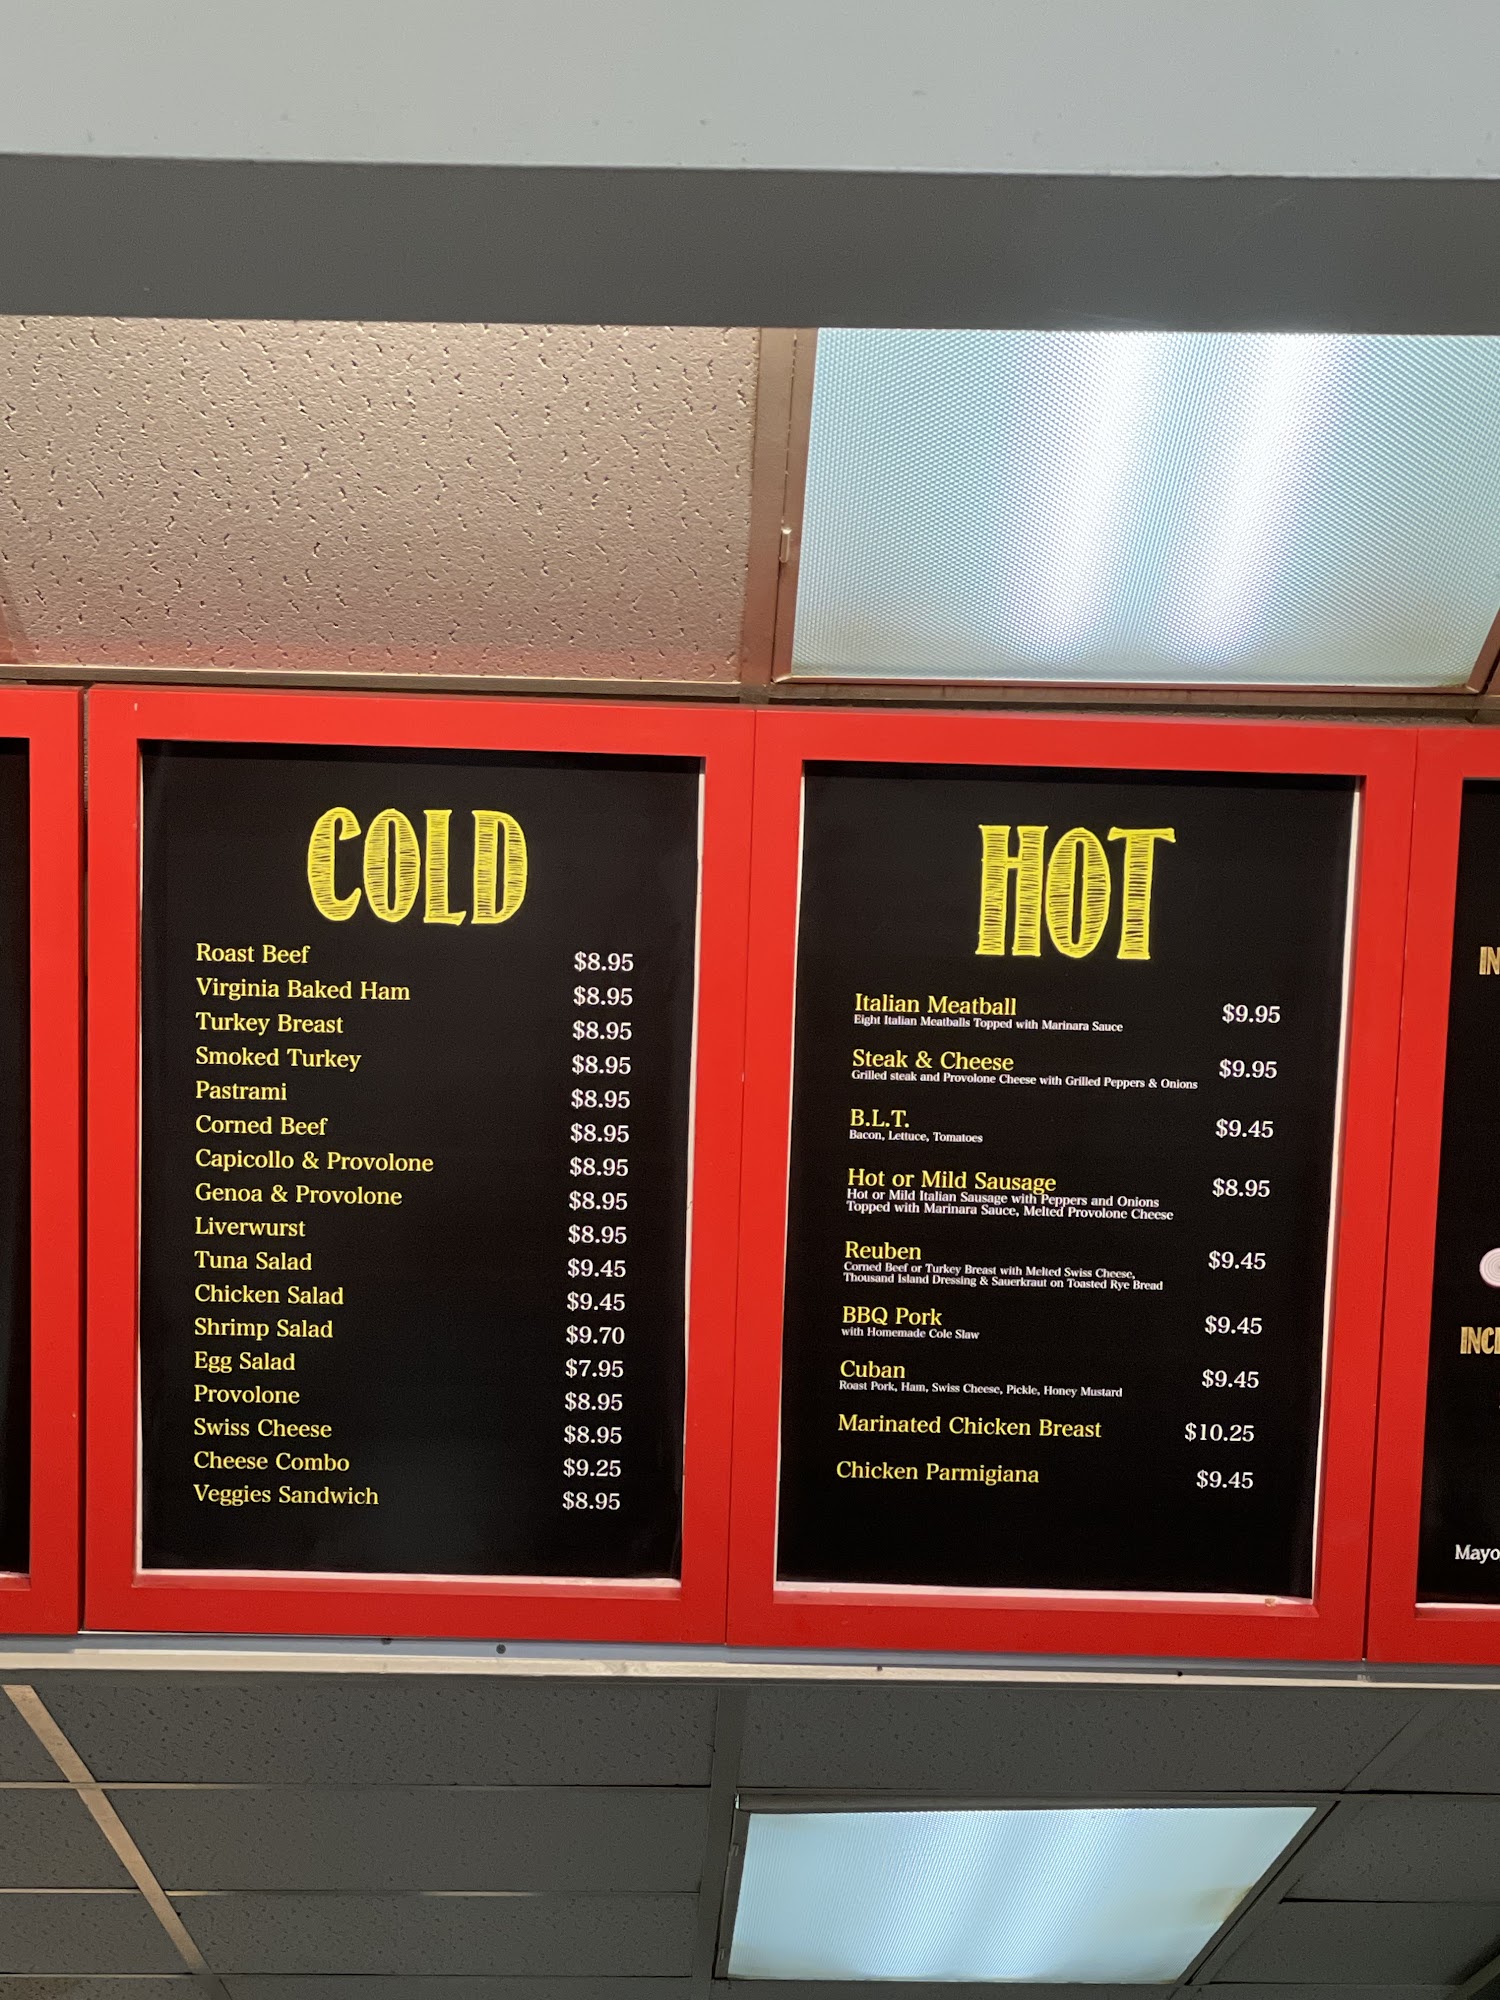 COLD
Roast Beef $8.95
Virginia Baked Ham $8.95
Turkey Breast $8.95
Smoked Turkey $8.95
Pastrami $8.95
Corned Beef $8.95
Capicollo & Provolone $8.95
Genoa & Provolone $8.95
Liverwurst $8.95
Tuna Salad $9.45
Chicken Salad $9.45
Shrimp Salad $9.70
Egg Salad $7.95
Provolone $8.95
Swiss Cheese $8.95
Cheese Combo $9.25
Veggies Sandwich $8.95
HOT
Italian Meatball $9.95
Eight Italian Meatballs Topped with Marinara Sauce
Steak & Cheese $9.95
Grilled steak and Provolone Cheese with Grilled Peppers & Onions
B.L.T. $9.45
Bacon, Lettuce, Tomatoes
Hot or Mild Sausage $8.95
Hot or Mild Italian Sausage with Peppers and Onions
Topped with Marinara Sauce, Melted Provolone Cheese
Reuben $9.45
Corned Beef or Turkey Breast with Melted Swiss Cheese,
Thousand Island Dressing & Sauerkraut on Toasted Rye Bread
BBQ Pork $9.45
with Homemade Cole Slaw
Cuban $9.45
Roast Pork, Ham, Swiss Cheese, Pickle, Honey Mustard
Marinated Chicken Breast $10.25
Chicken Parmigiana $9.45
Mayo